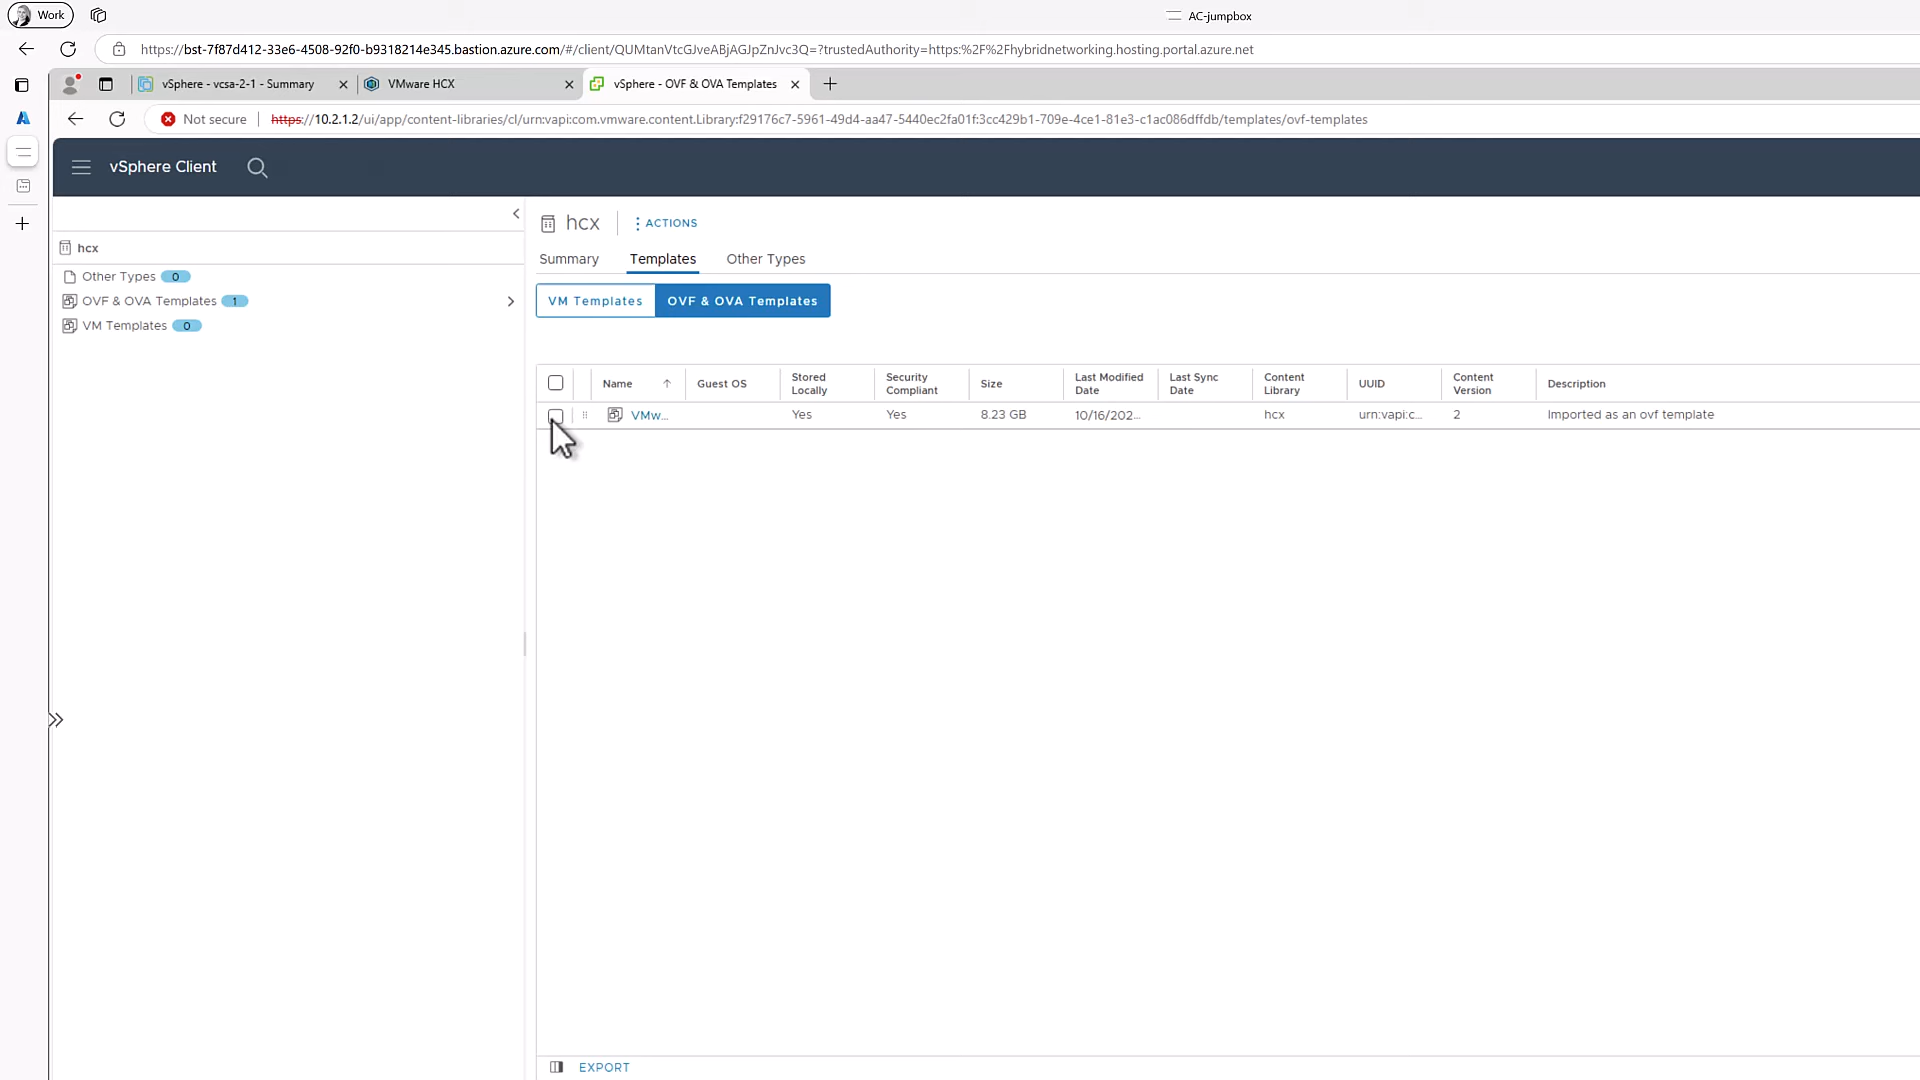 Work
AC-jumpbox
https://bst-7f87d412-33e6-4508-92f0-b9318214e345.bastion.azure.com/#/client/QUMtanVtcGJveABjAGJpZnJvc3Q=?trustedAuthority=https:%2F%2Fhybridnetworking.hosting.portal.azure.net
vSphere - vcsa-2-1 - Summary
VMware HCX
vSphere - OVF & OVA Templates
Not secure
https://10.2.1.2/ui/app/content-libraries/cl/urn:vapi:com.vmware.content.Library:f29176c7-5961-49d4-aa47-5440ec2fa01f:3cc429b1-709e-4ce1-81e3-c1ac086dffdb/templates/ovf-templates
vSphere Client
hcx
Other Types 0
OVF & OVA Templates 1
VM Templates 0
hcx
ACTIONS
Summary Templates Other Types
VM Templates OVF & OVA Templates
Name Guest OS Stored Locally Security Compliant Size Last Modified Date Last Sync Date Content Library UUID Content Version Description
VMw... Yes Yes 8.23 GB 10/16/202... hcx urn:vapi:c... 2 Imported as an ovf template
EXPORT